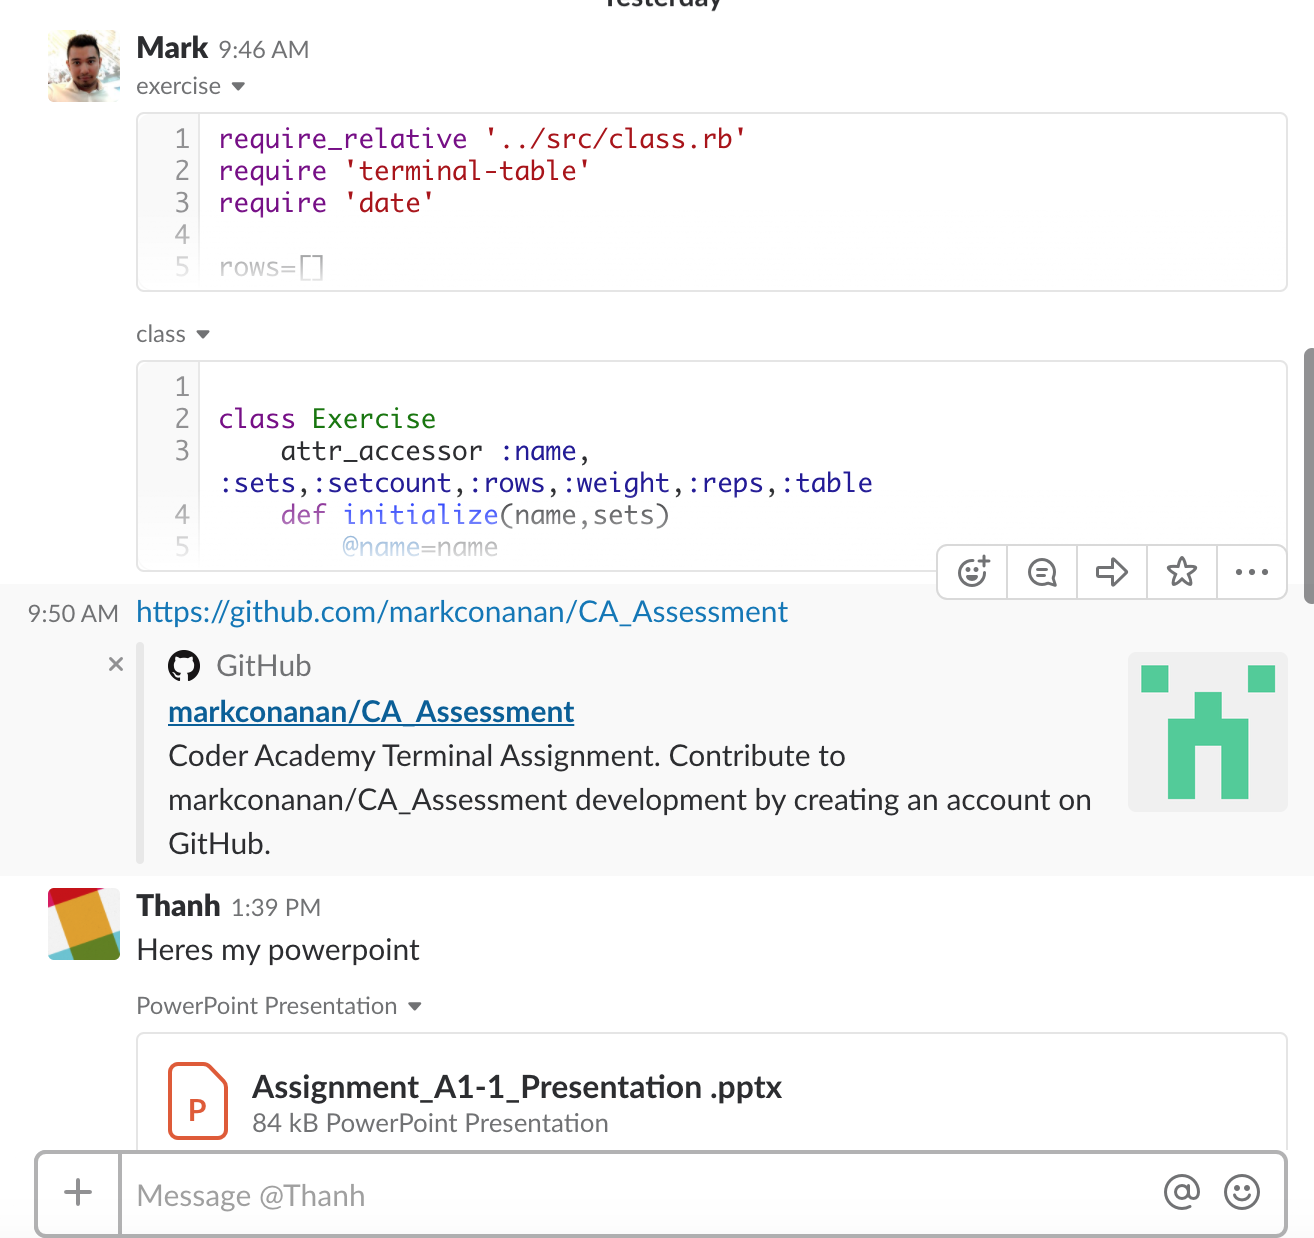 Yesterday
Mark 9:46 AM
exercise
1 require_relative '../src/class.rb'
2 require 'terminal-table'
3 require 'date'
4
5 rows=[]
class
1
2 class Exercise
3 attr_accessor :name,
:sets,:setcount,:rows,:weight,:reps,:table
4 def initialize(name,sets)
5 @name=name
9:50 AM https://github.com/markconanan/CA_Assessment
GitHub
markconanan/CA_Assessment
Coder Academy Terminal Assignment. Contribute to
markconanan/CA_Assessment development by creating an account on
GitHub.
Thanh 1:39 PM
Heres my powerpoint
PowerPoint Presentation
P
Assignment_A1-1_Presentation .pptx
84 kB PowerPoint Presentation
Message @Thanh